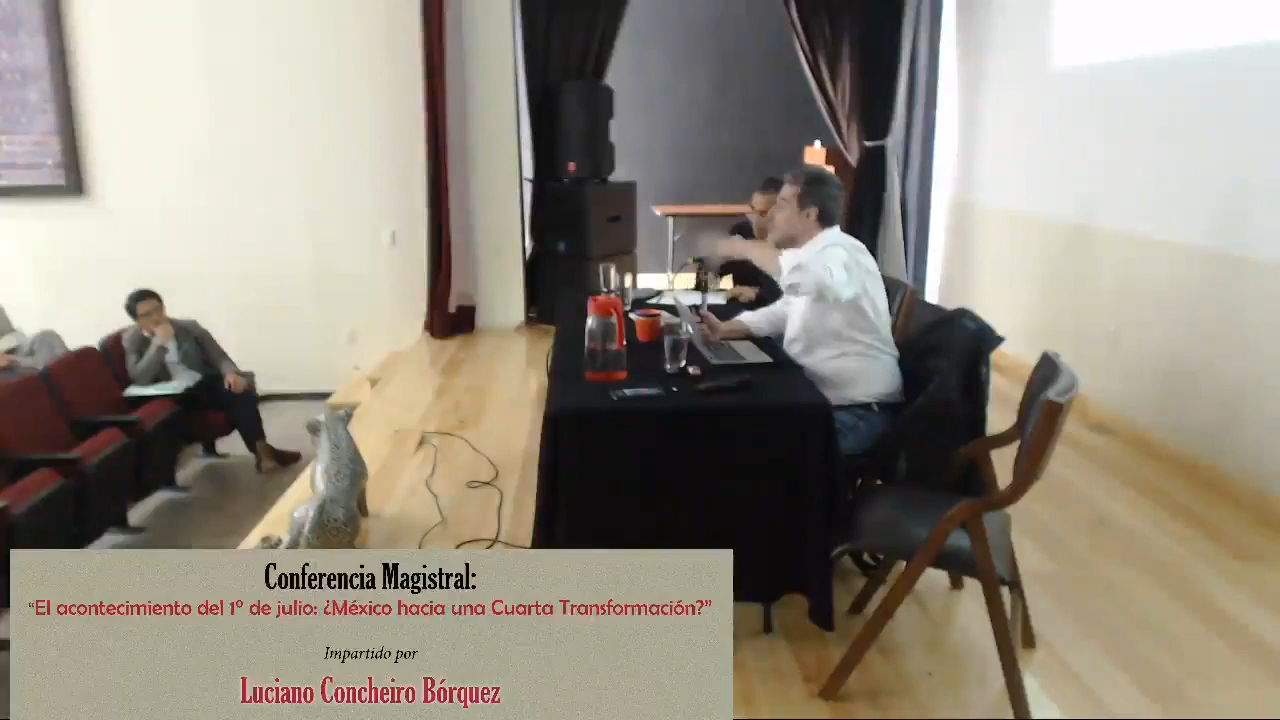 Conferencia Magistral:
“El acontecimiento del 1º de julio: ¿México hacia una Cuarta Transformación?”
Impartido por
Luciano Concheiro Bórquez